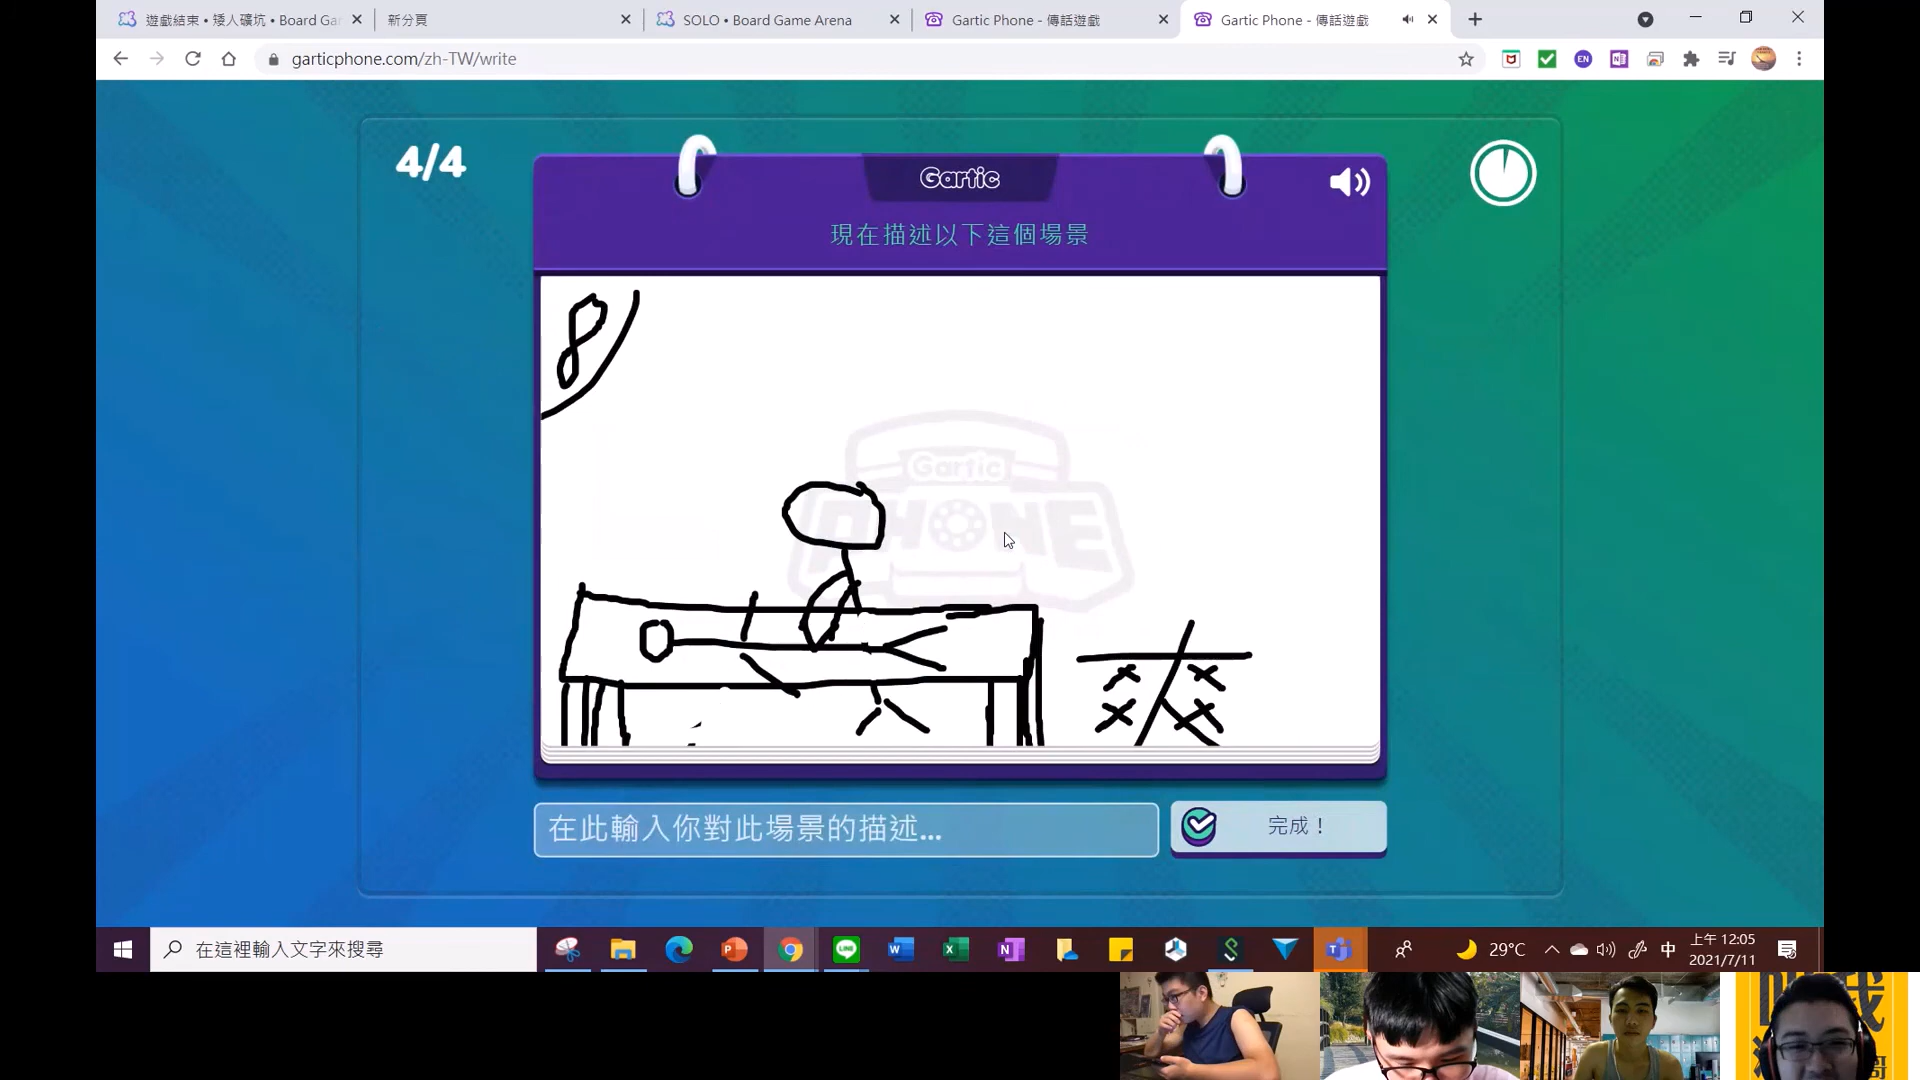 遊戲結束 • 矮人礦坑 • Board Ga
新分頁
SOLO • Board Game Arena
Gartic Phone - 傳話遊戲
Gartic Phone - 傳話遊戲
garticphone.com/zh-TW/write
EN
4/4
Gartic
現在描述以下這個場景
8
Gartic
PHONE
爽
在此輸入你對此場景的描述...
完成！
在這裡輸入文字來搜尋
29°C
中
上午 12:05
2021/7/11